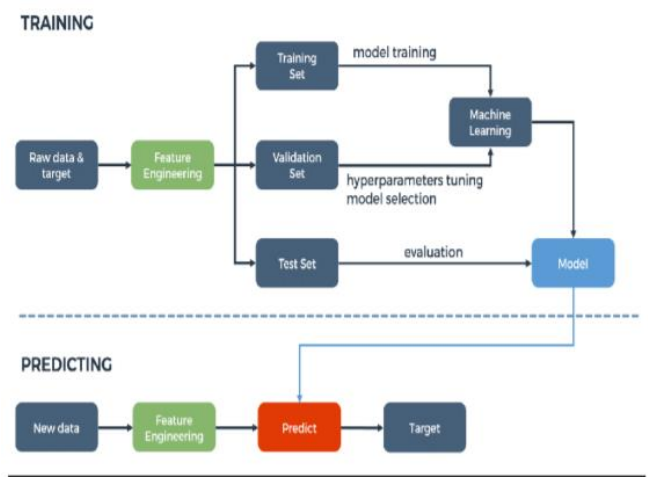 TRAINING
Training
Set
model training
Machine
Learning
Raw data &
target
Feature
Engineering
Validation
Set
hyperparameters tuning
model selection
Test Set
evaluation
Model
PREDICTING
New data
Feature
Engineering
Predict
Target